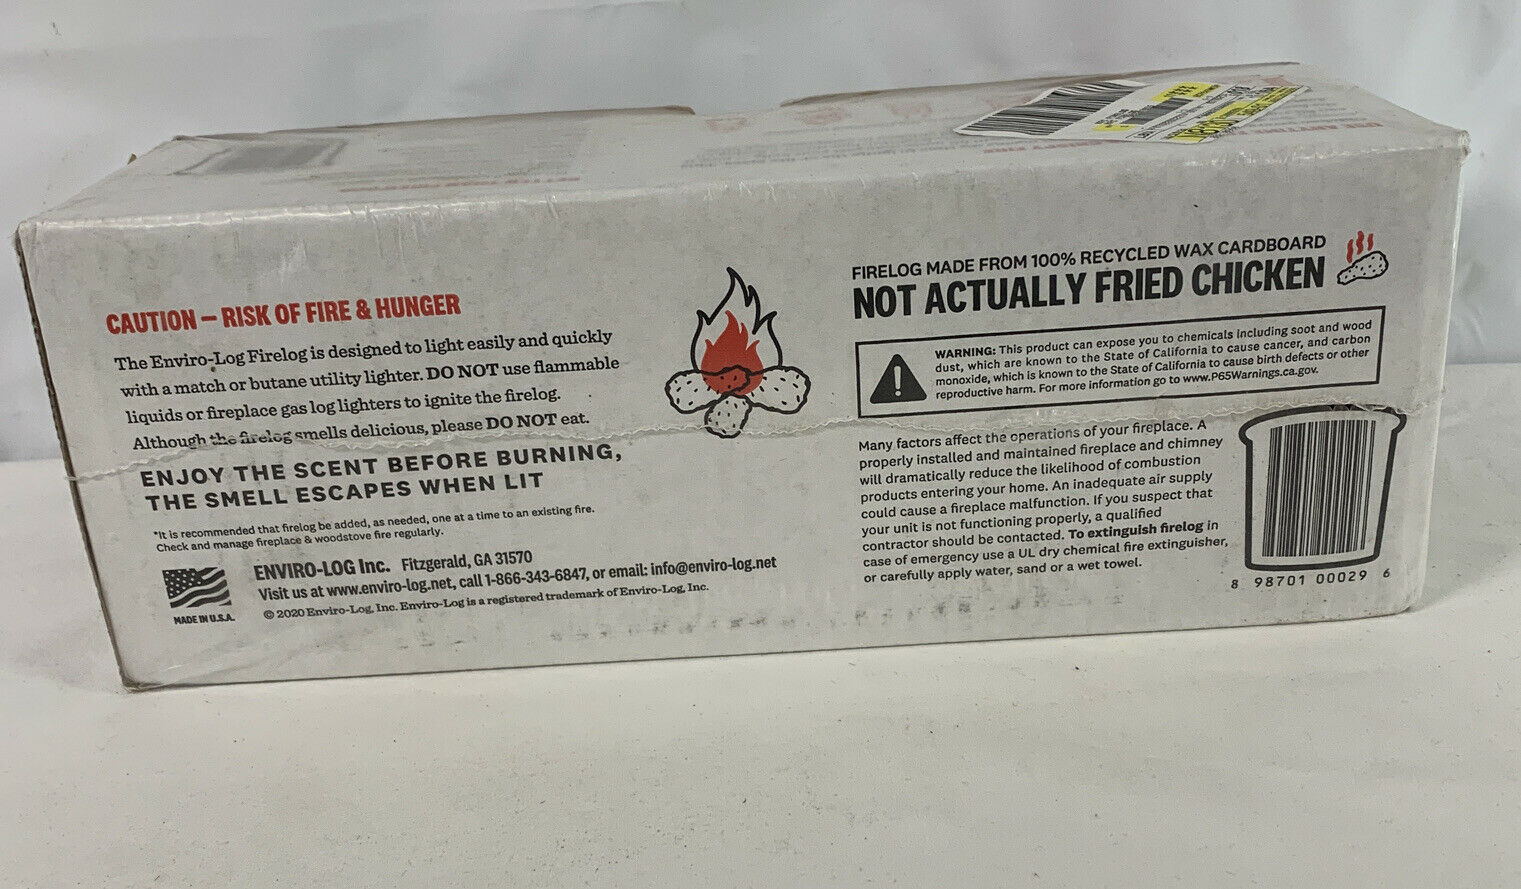 CAUTION – RISK OF FIRE & HUNGER
The Enviro-Log Firelog is designed to light easily and quickly
with a match or butane utility lighter. DO NOT use flammable
liquids or fireplace gas log lighters to ignite the firelog.
Although the firelog smells delicious, please DO NOT eat.
ENJOY THE SCENT BEFORE BURNING,
THE SMELL ESCAPES WHEN LIT
*It is recommended that firelog be added, as needed, one at a time to an existing fire.
Check and manage fireplace & woodstove fire regularly.
MADE IN U.S.A.
ENVIRO-LOG Inc. Fitzgerald, GA 31570
Visit us at www.enviro-log.net, call 1-866-343-6847, or email: info@enviro-log.net
© 2020 Enviro-Log, Inc. Enviro-Log is a registered trademark of Enviro-Log, Inc.
FIRELOG MADE FROM 100% RECYCLED WAX CARDBOARD
NOT ACTUALLY FRIED CHICKEN
WARNING: This product can expose you to chemicals including soot and wood
dust, which are known to the State of California to cause cancer, and carbon
monoxide, which is known to the State of California to cause birth defects or other
reproductive harm. For more information go to www.P65Warnings.ca.gov.
Many factors affect the operations of your fireplace. A
properly installed and maintained fireplace and chimney
will dramatically reduce the likelihood of combustion
products entering your home. An inadequate air supply
could cause a fireplace malfunction. If you suspect that
your unit is not functioning properly, a qualified
contractor should be contacted. To extinguish firelog in
case of emergency use a UL dry chemical fire extinguisher,
or carefully apply water, sand or a wet towel.
8 98701 00029 6